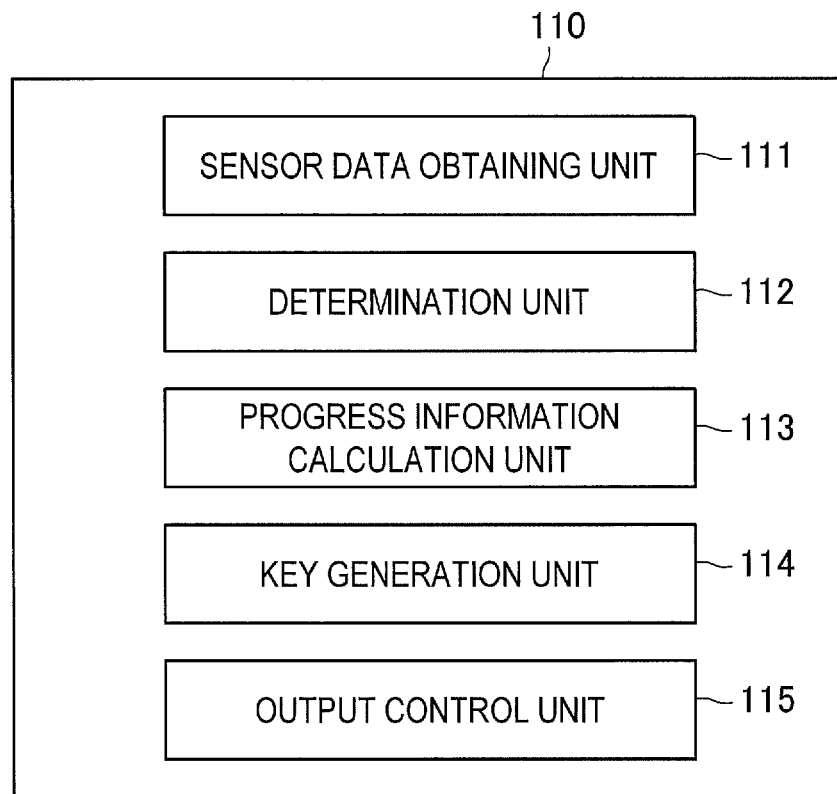 110
SENSOR DATA OBTAINING UNIT
111
DETERMINATION UNIT
112
PROGRESS INFORMATION
CALCULATION UNIT
113
KEY GENERATION UNIT
114
OUTPUT CONTROL UNIT
115